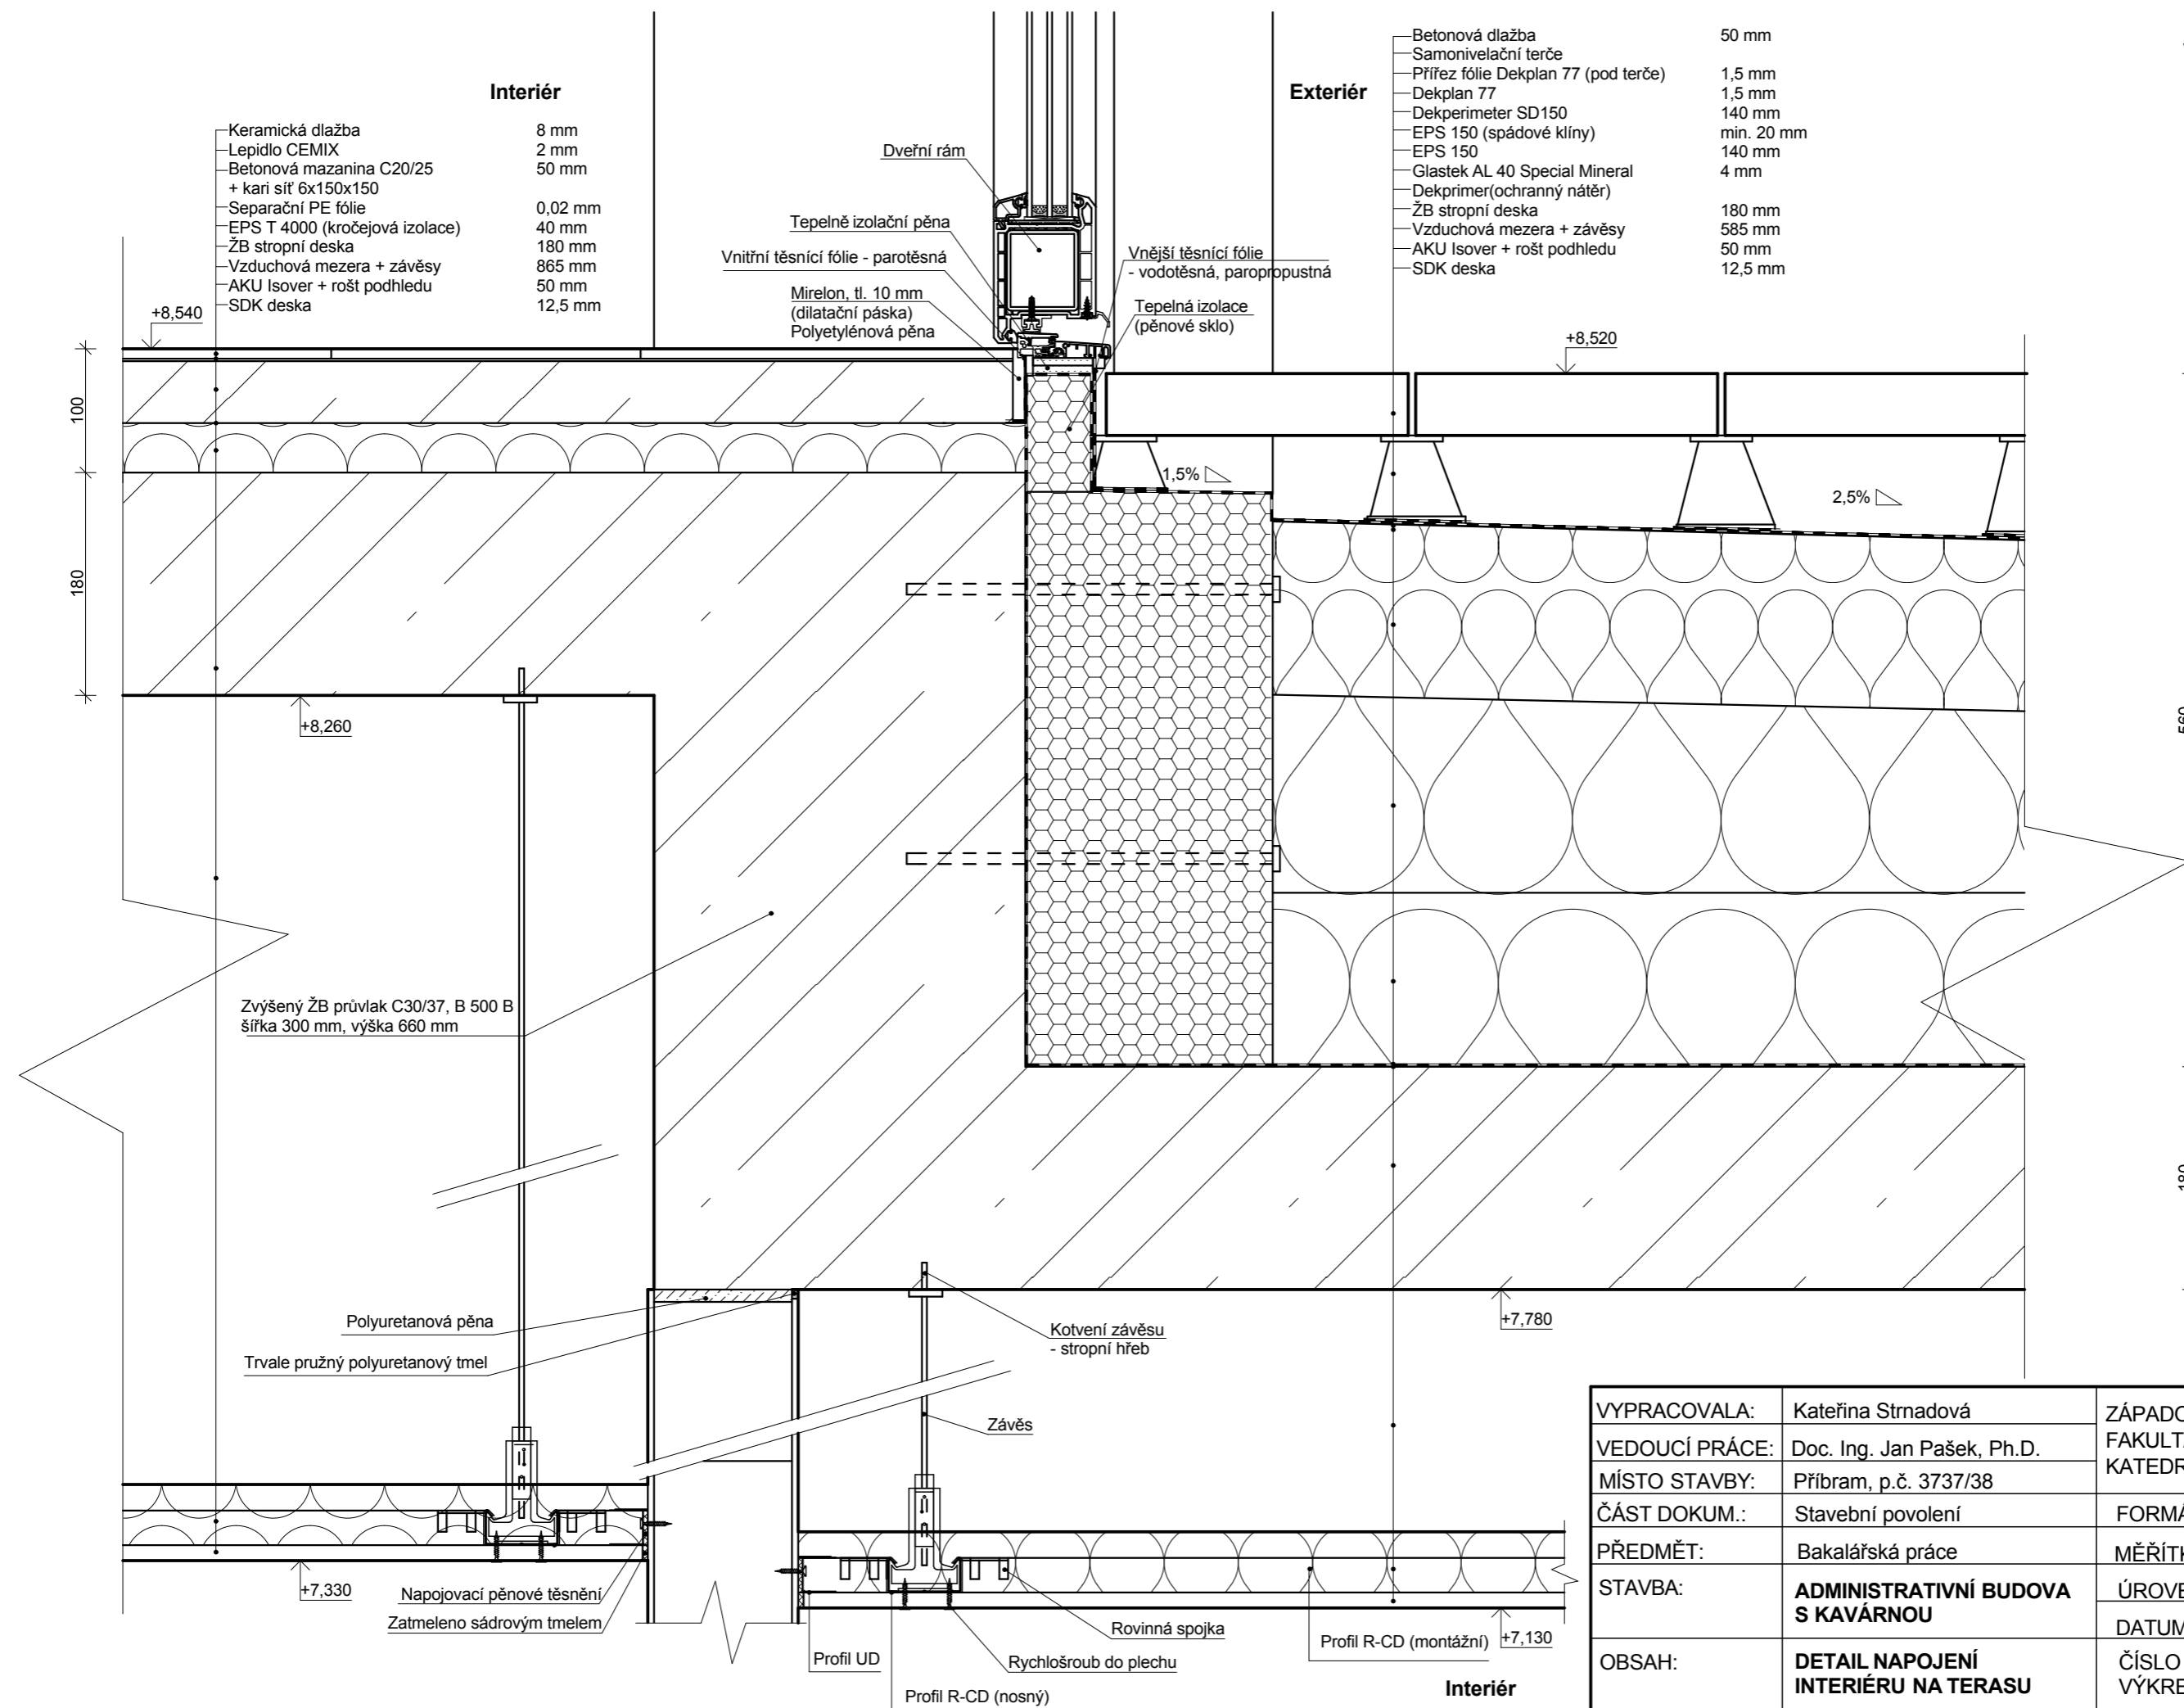 Interiér
Keramická dlažba 8 mm
Lepidlo CEMIX 2 mm
Betonová mazanina C20/25 50 mm
+ kari síť 6x150x150
Separační PE fólie 0,02 mm
EPS T 4000 (kročejová izolace) 40 mm
ŽB stropní deska 180 mm
Vzduchová mezera + závěsy 865 mm
AKU Isover + rošt podhledu 50 mm
SDK deska 12,5 mm
Exteriér
Betonová dlažba 50 mm
Samonivelační terče
Přířez fólie Dekplan 77 (pod terče) 1,5 mm
Dekplan 77 1,5 mm
Dekperimeter SD150 140 mm
EPS 150 (spádové klíny) min. 20 mm
EPS 150 140 mm
Glastek AL 40 Special Mineral 4 mm
Dekprimer(ochranný nátěr)
ŽB stropní deska 180 mm
Vzduchová mezera + závěsy 585 mm
AKU Isover + rošt podhledu 50 mm
SDK deska 12,5 mm
Dveřní rám
Tepelně izolační pěna
Vnitřní těsnící fólie - parotěsná
Mirelon, tl. 10 mm
(dilatační páska)
Polyetylénová pěna
Vnější těsnící fólie
- vodotěsná, paropropustná
Tepelná izolace
(pěnové sklo)
+8,540
+8,520
100
180
1,5%
2,5%
+8,260
560
180
Zvýšený ŽB průvlak C30/37, B 500 B
šířka 300 mm, výška 660 mm
Polyuretanová pěna
Trvale pružný polyuretanový tmel
Kotvení závěsu
- stropní hřeb
Závěs
+7,780
+7,330
Napojovací pěnové těsnění
Zatmeleno sádrovým tmelem
Profil UD
Profil R-CD (nosný)
Rychlošroub do plechu
Rovinná spojka
Profil R-CD (montážní)
+7,130
Interiér
VYPRACOVALA: Kateřina Strnadová
VEDOUCÍ PRÁCE: Doc. Ing. Jan Pašek, Ph.D.
MÍSTO STAVBY: Příbram, p.č. 3737/38
ČÁST DOKUM.: Stavební povolení
PŘEDMĚT: Bakalářská práce
STAVBA: ADMINISTRATIVNÍ BUDOVA
S KAVÁRNOU
OBSAH: DETAIL NAPOJENÍ
INTERIÉRU NA TERASU
DATUM
ČÍSLO